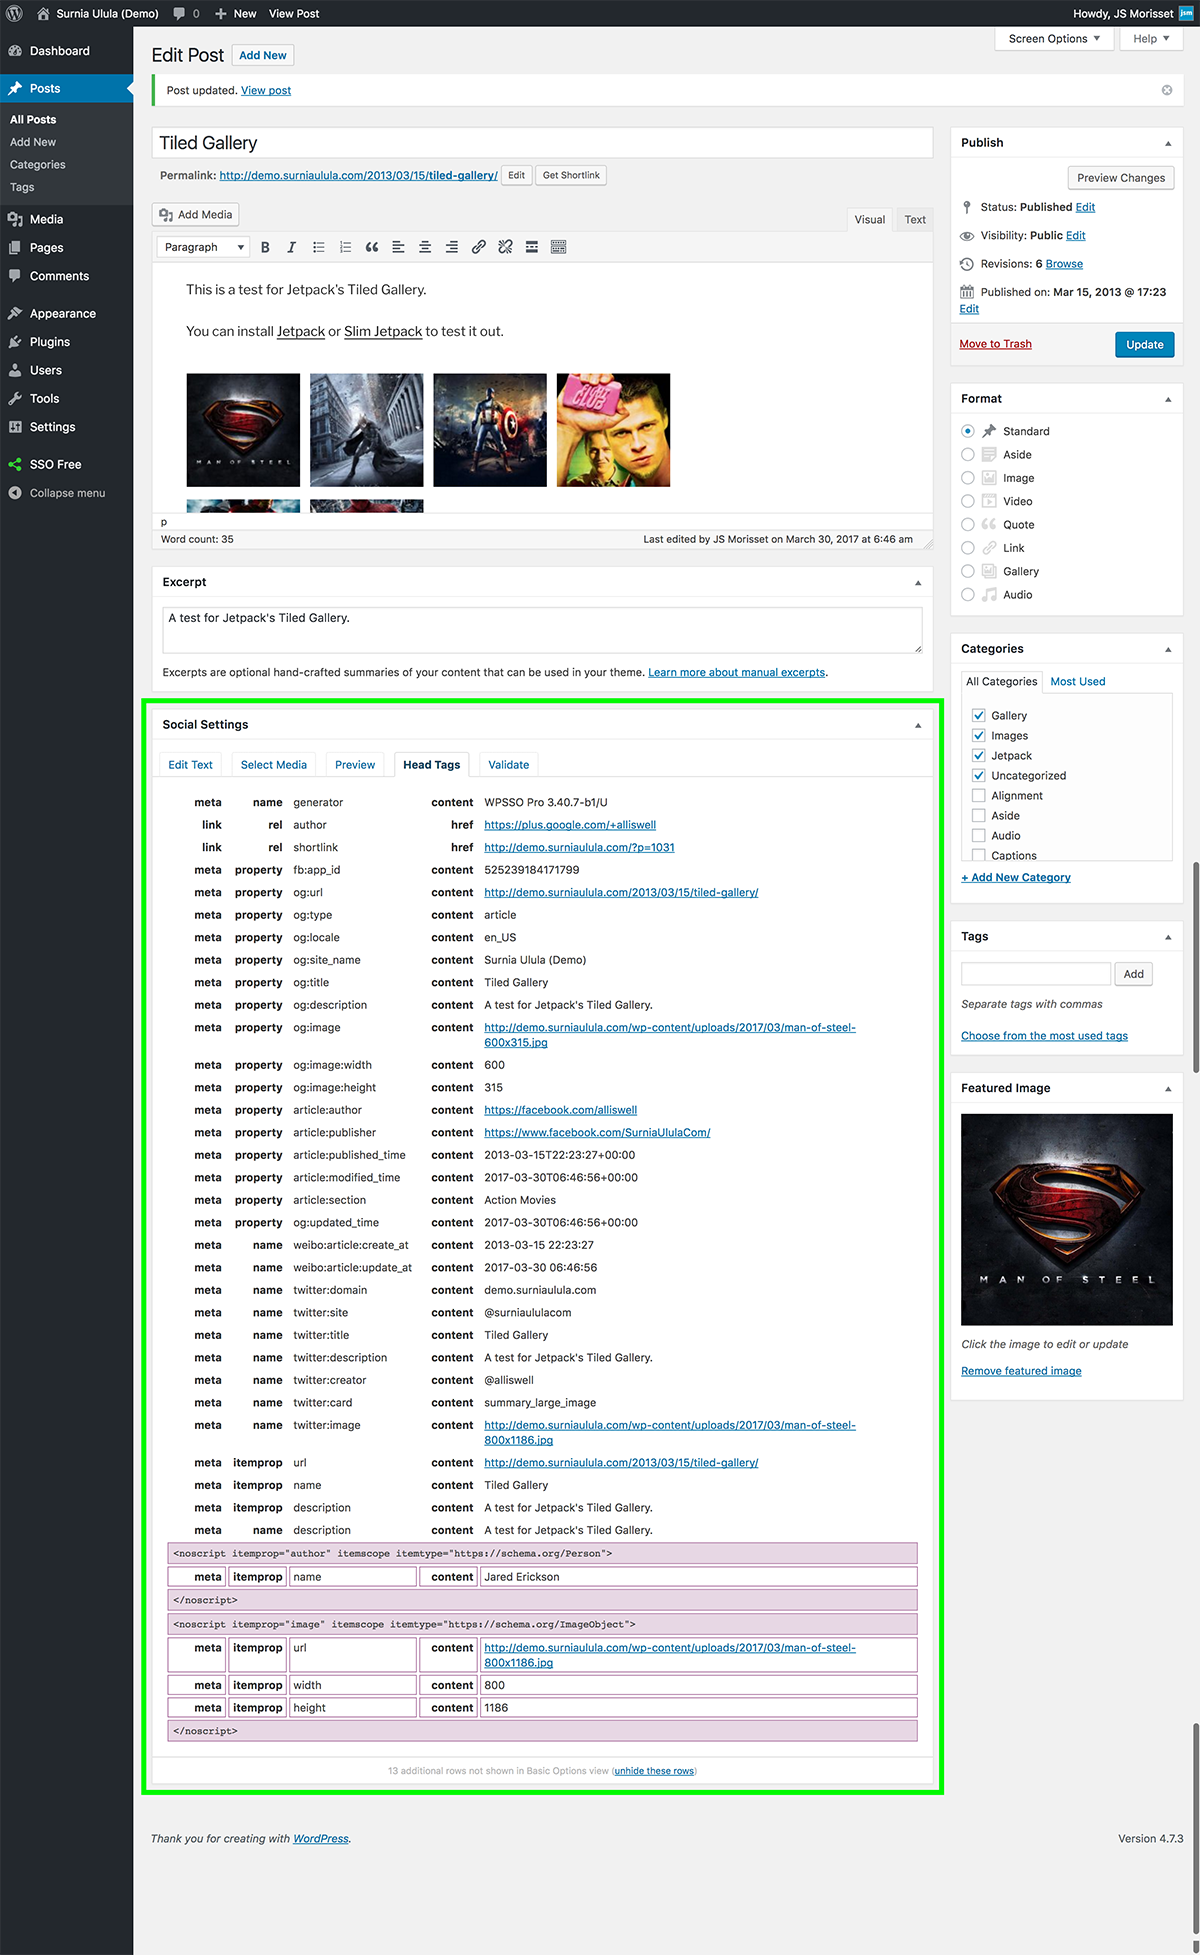 Surnia Ulula (Demo) 0 New View Post Howdy, JS Morisset jsm
Screen Options Help
Dashboard
Posts
All Posts
Add New
Categories
Tags
Media
Pages
Comments
Appearance
Plugins
Users
Tools
Settings
SSO Free
Collapse menu
Edit Post Add New
Post updated. View post
Tiled Gallery
Permalink: http://demo.surniaulula.com/2013/03/15/tiled-gallery/ Edit Get Shortlink
Add Media
Visual Text
Paragraph B I
This is a test for Jetpack's Tiled Gallery.
You can install Jetpack or Slim Jetpack to test it out.
MAN OF STEEL
FIGHT CLUB
p
Word count: 35 Last edited by JS Morisset on March 30, 2017 at 6:46 am
Excerpt
A test for Jetpack's Tiled Gallery.
Excerpts are optional hand-crafted summaries of your content that can be used in your theme. Learn more about manual excerpts.
Social Settings
Edit Text Select Media Preview Head Tags Validate
meta name generator content WPSSO Pro 3.40.7-b1/U
link rel author href https://plus.google.com/+alliswell
link rel shortlink href http://demo.surniaulula.com/?p=1031
meta property fb:app_id content 525239184171799
meta property og:url content http://demo.surniaulula.com/2013/03/15/tiled-gallery/
meta property og:type content article
meta property og:locale content en_US
meta property og:site_name content Surnia Ulula (Demo)
meta property og:title content Tiled Gallery
meta property og:description content A test for Jetpack's Tiled Gallery.
meta property og:image content http://demo.surniaulula.com/wp-content/uploads/2017/03/man-of-steel-
600x315.jpg
meta property og:image:width content 600
meta property og:image:height content 315
meta property article:author content https://facebook.com/alliswell
meta property article:publisher content https://www.facebook.com/SurniaUlulaCom/
meta property article:published_time content 2013-03-15T22:23:27+00:00
meta property article:modified_time content 2017-03-30T06:46:56+00:00
meta property article:section content Action Movies
meta property og:updated_time content 2017-03-30T06:46:56+00:00
meta name weibo:article:create_at content 2013-03-15 22:23:27
meta name weibo:article:update_at content 2017-03-30 06:46:56
meta name twitter:domain content demo.surniaulula.com
meta name twitter:site content @surniaululacom
meta name twitter:title content Tiled Gallery
meta name twitter:description content A test for Jetpack's Tiled Gallery.
meta name twitter:creator content @alliswell
meta name twitter:card content summary_large_image
meta name twitter:image content http://demo.surniaulula.com/wp-content/uploads/2017/03/man-of-steel-
800x1186.jpg
meta itemprop url content http://demo.surniaulula.com/2013/03/15/tiled-gallery/
meta itemprop name content Tiled Gallery
meta itemprop description content A test for Jetpack's Tiled Gallery.
meta name description content A test for Jetpack's Tiled Gallery.
<noscript itemprop="author" itemscope itemtype="https://schema.org/Person">
meta itemprop name content Jared Erickson
</noscript>
<noscript itemprop="image" itemscope itemtype="https://schema.org/ImageObject">
meta itemprop url content http://demo.surniaulula.com/wp-content/uploads/2017/03/man-of-steel-
800x1186.jpg
meta itemprop width content 800
meta itemprop height content 1186
</noscript>
13 additional rows not shown in Basic Options view (unhide these rows)
Publish
Preview Changes
Status: Published Edit
Visibility: Public Edit
Revisions: 6 Browse
Published on: Mar 15, 2013 @ 17:23
Edit
Move to Trash Update
Format
Standard
Aside
Image
Video
Quote
Link
Gallery
Audio
Categories
All Categories Most Used
Gallery
Images
Jetpack
Uncategorized
Alignment
Aside
Audio
Captions
+ Add New Category
Tags
Add
Separate tags with commas
Choose from the most used tags
Featured Image
MAN OF STEEL
Click the image to edit or update
Remove featured image
Thank you for creating with WordPress. Version 4.7.3